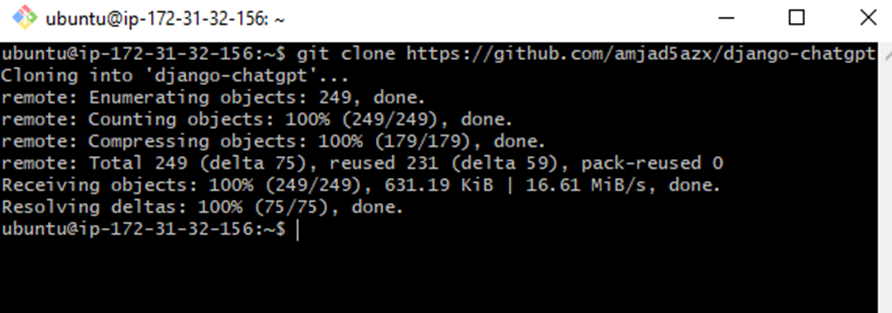 ubuntu@ip-172-31-32-156: ~
ubuntu@ip-172-31-32-156:~$ git clone https://github.com/amjad5azx/django-chatgpt
Cloning into 'django-chatgpt'...
remote: Enumerating objects: 249, done.
remote: Counting objects: 100% (249/249), done.
remote: Compressing objects: 100% (179/179), done.
remote: Total 249 (delta 75), reused 231 (delta 59), pack-reused 0
Receiving objects: 100% (249/249), 631.19 KiB | 16.61 MiB/s, done.
Resolving deltas: 100% (75/75), done.
ubuntu@ip-172-31-32-156:~$